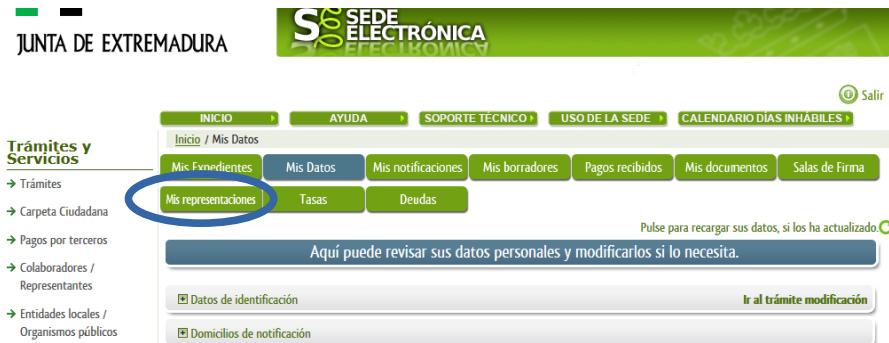 JUNTA DE EXTREMADURA
SEDE
ELECTRÓNICA
Salir
INICIO AYUDA SOPORTE TÉCNICO USO DE LA SEDE CALENDARIO DÍAS INHÁBILES
Trámites y
Servicios
Trámites
Carpeta Ciudadana
Pagos por terceros
Colaboradores /
Representantes
Entidades locales /
Organismos públicos
Inicio / Mis Datos
Mis Expedientes Mis Datos Mis notificaciones Mis borradores Pagos recibidos Mis documentos Salas de Firma
Mis representaciones Tasas Deudas
Pulse para recargar sus datos, si los ha actualizado.
Aquí puede revisar sus datos personales y modificarlos si lo necesita.
Datos de identificación Ir al trámite modificación
Domicilios de notificación